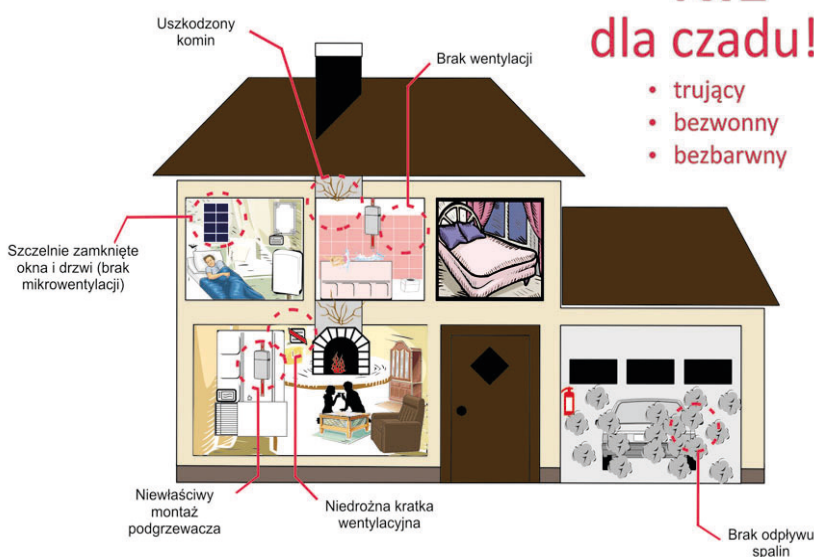 dla czadu!
• trujący
• bezwonny
• bezbarwny
Uszkodzony
komin
Brak wentylacji
Szczelnie zamknięte
okna i drzwi (brak
mikrowentylacji)
Niewłaściwy
montaż
podgrzewacza
Niedrożna kratka
wentylacyjna
Brak odpływu
spalin